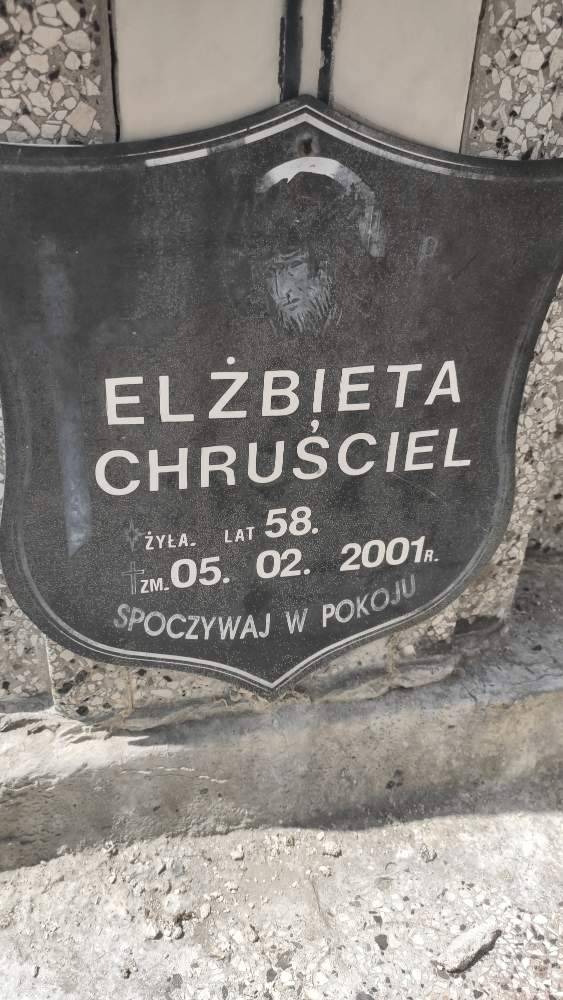 ELŻBIETA
CHRUŚCIEL
ŻYŁA. LAT 58.
ZM. 05. 02. 2001R.
SPOCZYWAJ W POKOJU